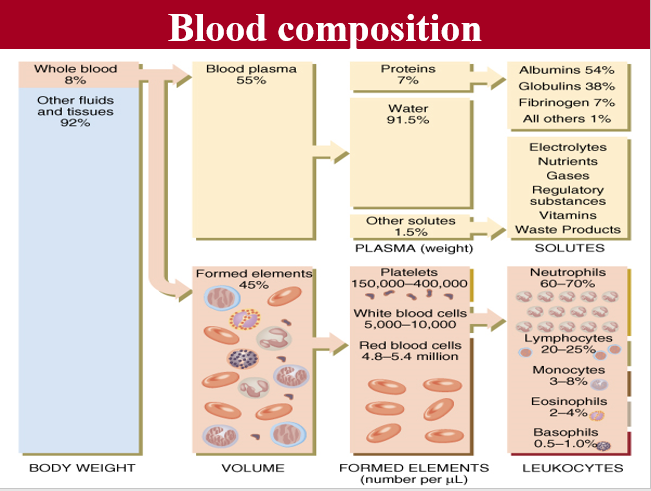 Blood composition
Whole blood
8%
Other fluids
and tissues
92%
BODY WEIGHT
Blood plasma
55%
Formed elements
45%
VOLUME
Proteins
7%
Water
91.5%
Other solutes
1.5%
PLASMA (weight)
Albumins 54%
Globulins 38%
Fibrinogen 7%
All others 1%
Electrolytes
Nutrients
Gases
Regulatory
substances
Vitamins
Waste Products
SOLUTES
Platelets
150,000–400,000
White blood cells
5,000–10,000
Red blood cells
4.8–5.4 million
FORMED ELEMENTS
(number per μL)
Neutrophils
60–70%
Lymphocytes
20–25%
Monocytes
3–8%
Eosinophils
2–4%
Basophils
0.5–1.0%
LEUKOCYTES